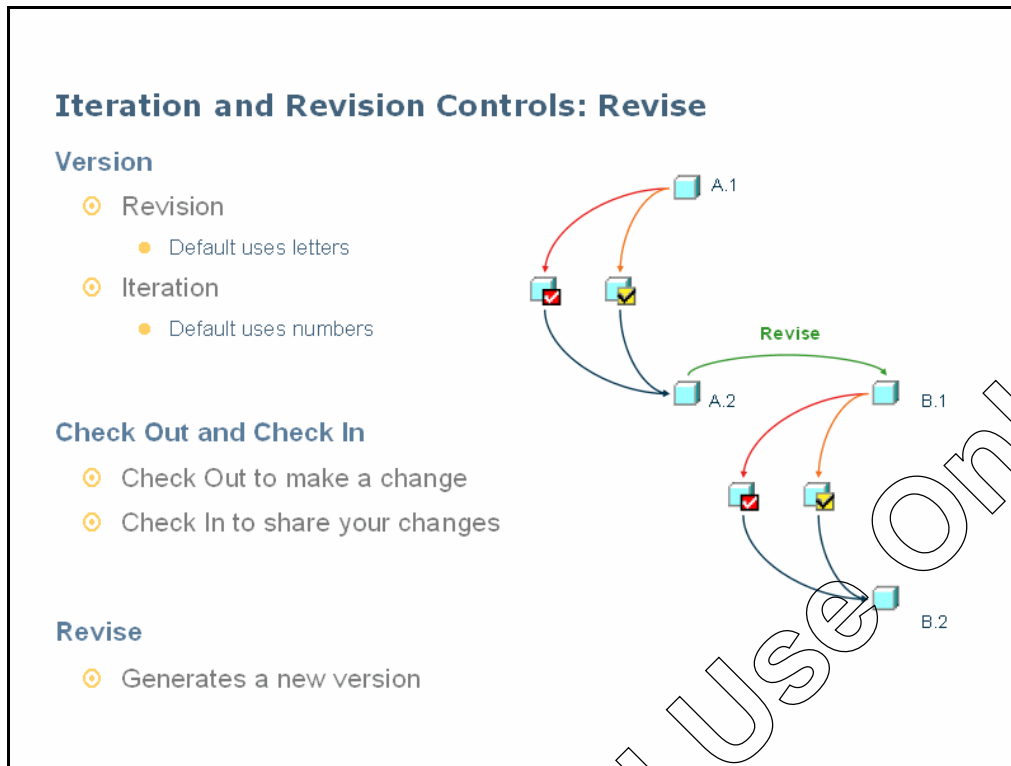 Iteration and Revision Controls: Revise
Version
Revision
Default uses letters
Iteration
Default uses numbers
Check Out and Check In
Check Out to make a change
Check In to share your changes
Revise
Generates a new version
A.1
Revise
A.2
B.1
B.2
Use